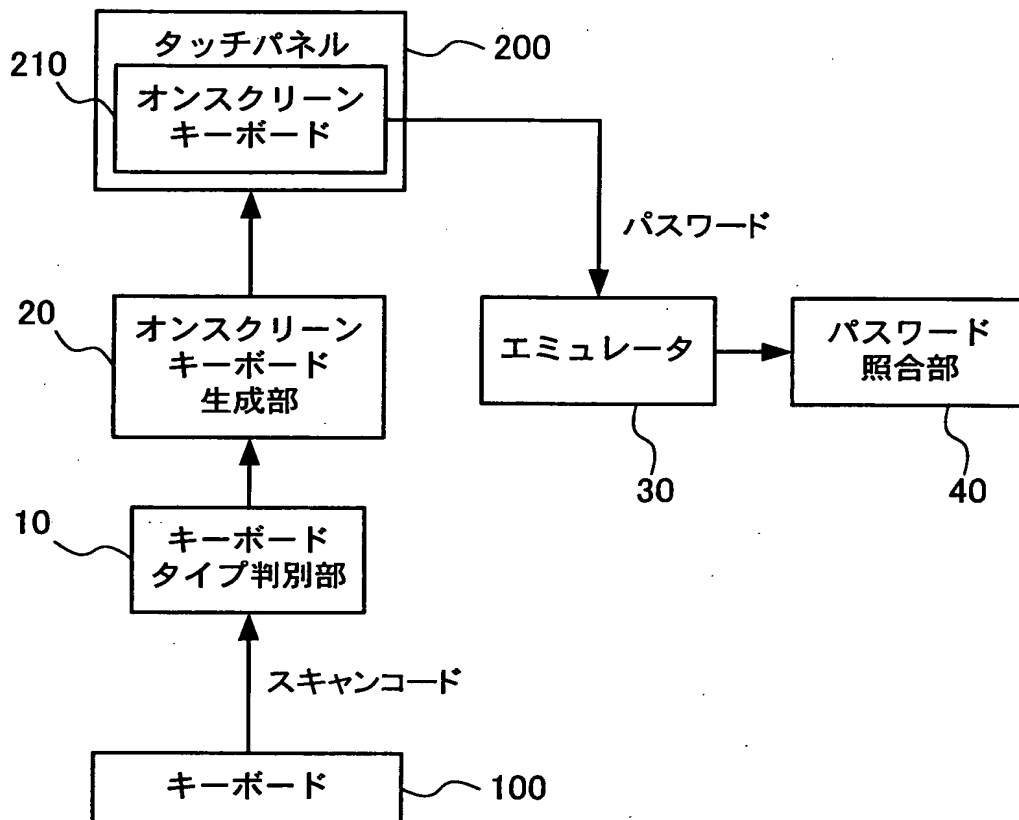 タッチパネル
200
210
オンスクリーン
キーボード
パスワード
20
オンスクリーン
キーボード
生成部
エミュレータ
パスワード
照合部
30
40
10
キーボード
タイプ判別部
スキャンコード
キーボード
100